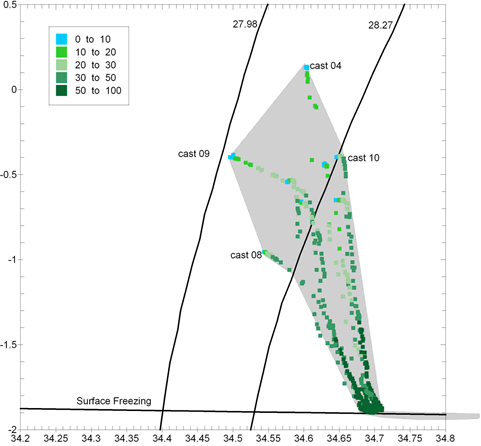 0.5
27.98
28.27
0 to 10
10 to 20
20 to 30
30 to 50
50 to 100
cast 04
0
cast 09
cast 10
-0.5
cast 08
-1
-1.5
Surface Freezing
-2
34.2 34.25 34.3 34.35 34.4 34.45 34.5 34.55 34.6 34.65 34.7 34.75 34.8